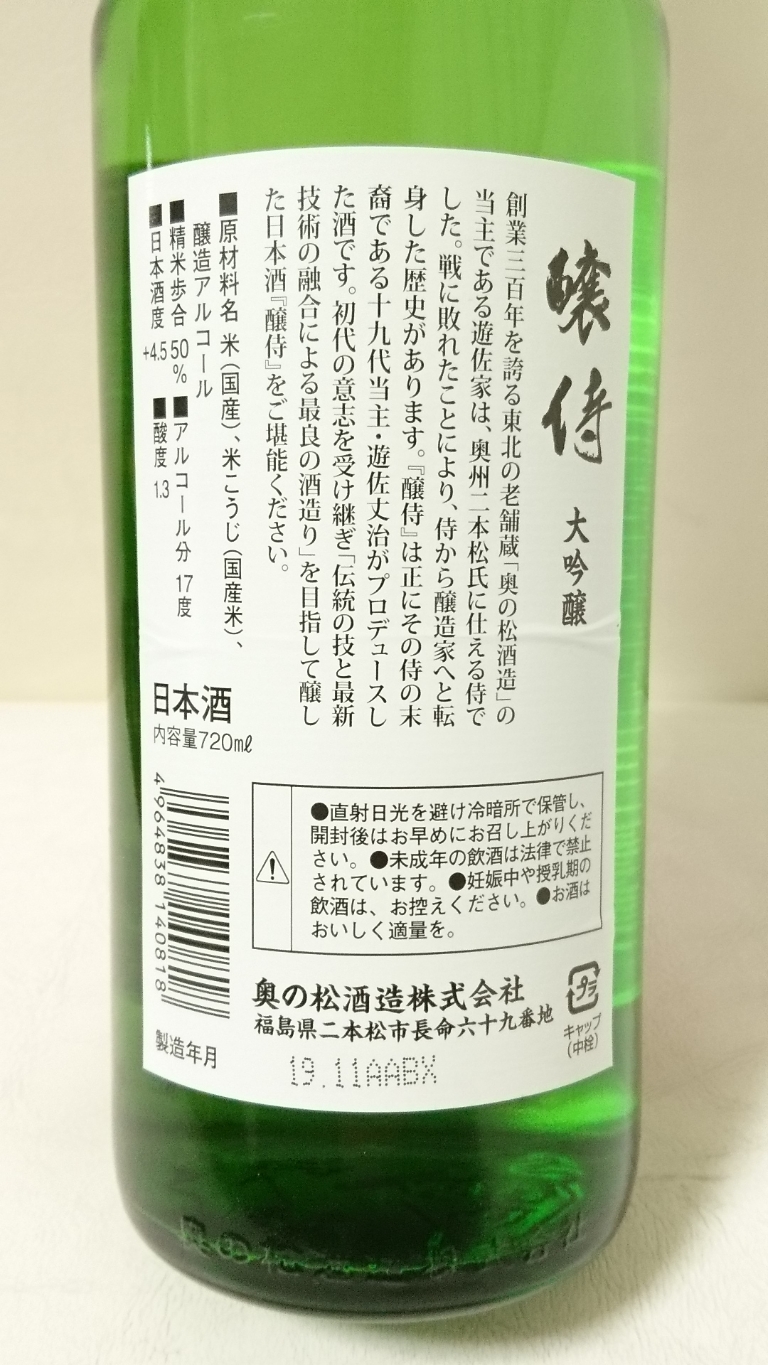 醸侍 大吟醸
創業三百年を誇る東北の老舗蔵「奥の松酒造」の
当主である遊佐家は、奥州二本松氏に仕える侍で
した。戦に敗れたことにより、侍から醸造家へと転
身した歴史があります。『醸侍』は正にその侍の末
裔である十九代当主・遊佐丈治がプロデュースし
た酒です。初代の意志を受け継ぎ「伝統の技と最新
技術の融合による最良の酒造り」を目指して醸し
た日本酒『醸侍』をご堪能ください。
■原材料名 米(国産)、米こうじ(国産米)、
醸造アルコール
■精米歩合 50% ■アルコール分 17度
■日本酒度 +4.5 ■酸度 1.3
日本酒
内容量720mℓ
4964838140818
●直射日光を避け冷暗所で保管し、
開封後はお早めにお召し上がりくだ
さい。●未成年の飲酒は法律で禁止
されています。●妊娠中や授乳期の
飲酒は、お控えください。●お酒は
おいしく適量を。
奥の松酒造株式会社
福島県二本松市長命六十九番地
プラ
キャップ
(中栓)
製造年月
19.11AABX